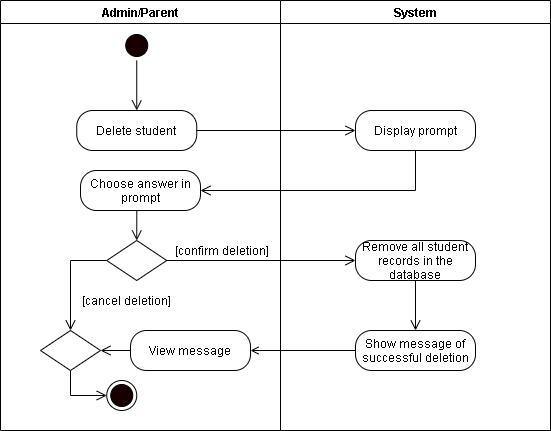 Admin/Parent
System
Delete student
Display prompt
Choose answer in
prompt
[confirm deletion]
Remove all student
records in the
database
[cancel deletion]
View message
Show message of
successful deletion